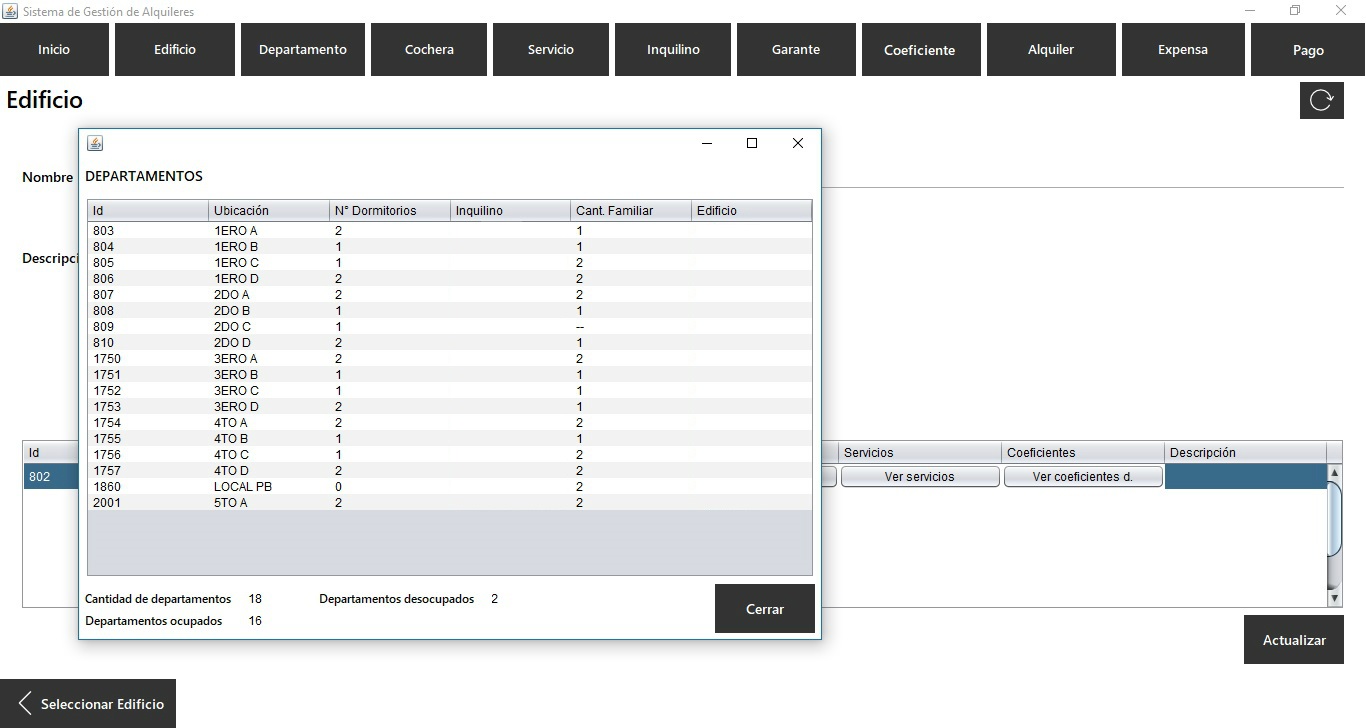 Sistema de Gestión de Alquileres
Inicio Edificio Departamento Cochera Servicio Inquilino Garante Coeficiente Alquiler Expensa Pago
Edificio
Nombre
DEPARTAMENTOS
Id Ubicación N° Dormitorios Inquilino Cant. Familiar Edificio
803 1ERO A 2 1
804 1ERO B 1 1
805 1ERO C 1 2
806 1ERO D 2 2
807 2DO A 2 2
808 2DO B 1 1
809 2DO C 1 --
810 2DO D 2 1
1750 3ERO A 2 2
1751 3ERO B 1 1
1752 3ERO C 1 1
1753 3ERO D 2 1
1754 4TO A 2 2
1755 4TO B 1 1
1756 4TO C 1 2
1757 4TO D 2 2
1860 LOCAL PB 0 2
2001 5TO A 2 2
Cantidad de departamentos 18 Departamentos desocupados 2
Departamentos ocupados 16
Cerrar
Descripci
Id Servicios Coeficientes Descripción
802 Ver servicios Ver coeficientes d.
Actualizar
Seleccionar Edificio